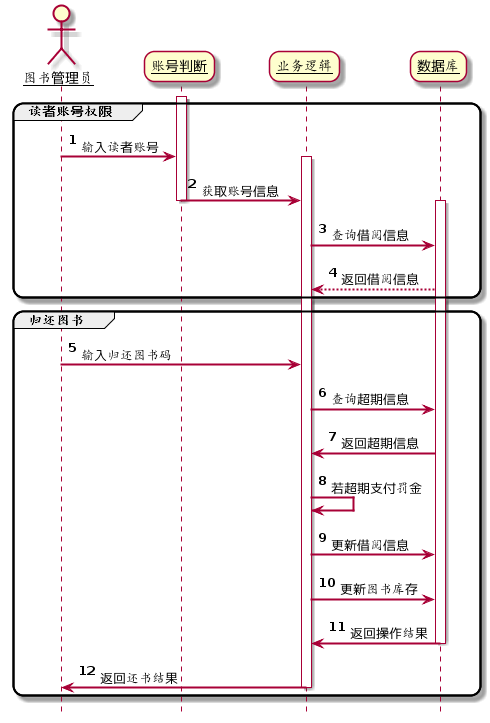 图书管理员
账号判断
业务逻辑
数据库
读者账号权限
1 输入读者账号
2 获取账号信息
3 查询借阅信息
4 返回借阅信息
归还图书
5 输入归还图书码
6 查询超期信息
7 返回超期信息
8 若超期支付罚金
9 更新借阅信息
10 更新图书库存
11 返回操作结果
12 返回还书结果